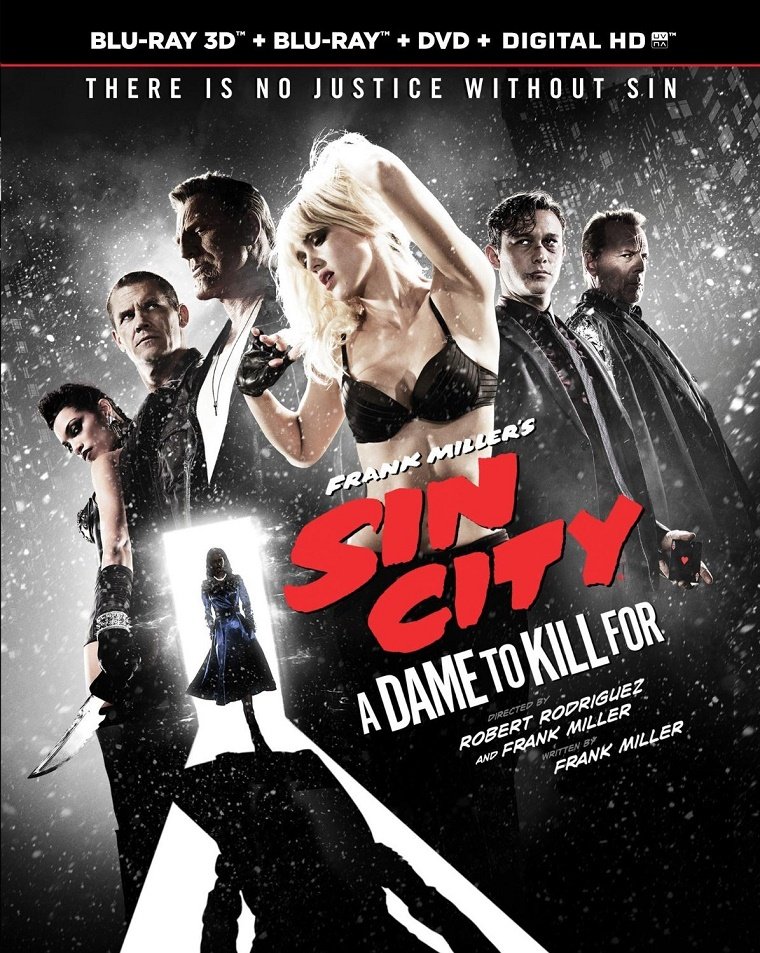 BLU-RAY 3D™ + BLU-RAY™ + DVD + DIGITAL HD UV™
THERE IS NO JUSTICE WITHOUT SIN
FRANK MILLER'S
SIN
CITY
A DAME TO KILL FOR
DIRECTED BY
ROBERT RODRIGUEZ
AND FRANK MILLER
WRITTEN BY
FRANK MILLER